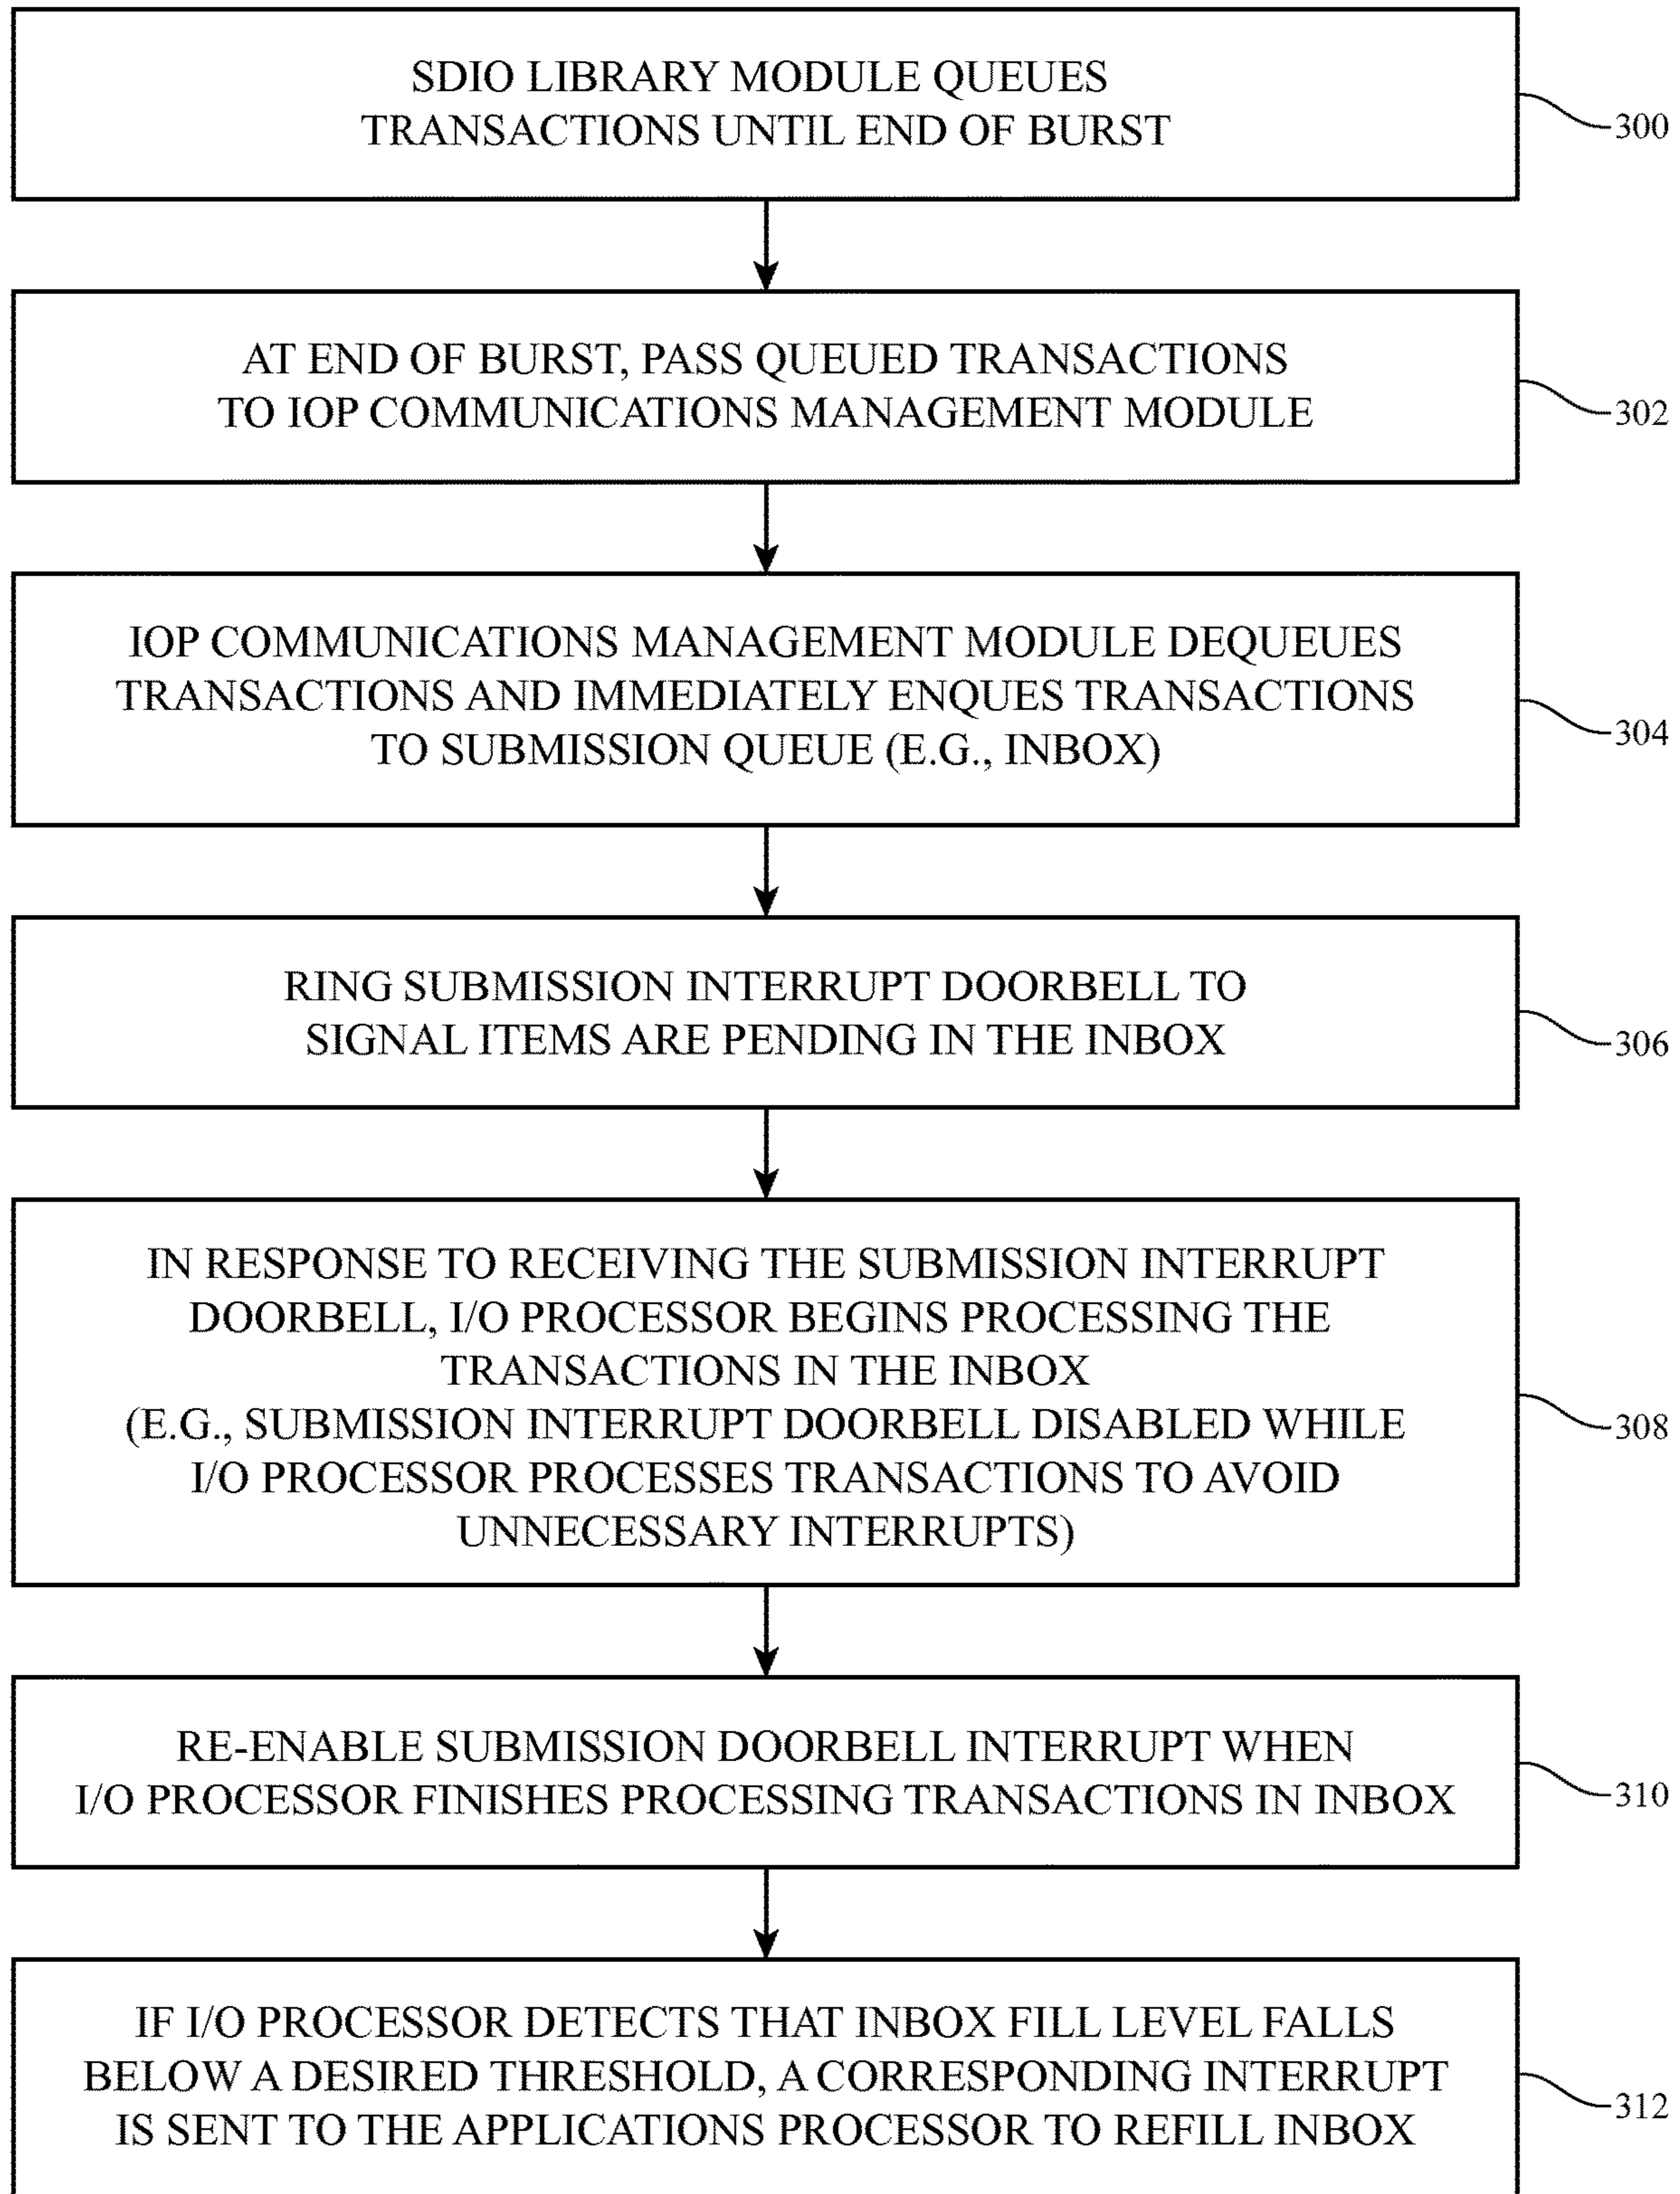 SDIO LIBRARY MODULE QUEUES
TRANSACTIONS UNTIL END OF BURST
300
AT END OF BURST, PASS QUEUED TRANSACTIONS
TO IOP COMMUNICATIONS MANAGEMENT MODULE
302
IOP COMMUNICATIONS MANAGEMENT MODULE DEQUEUES
TRANSACTIONS AND IMMEDIATELY ENQUES TRANSACTIONS
TO SUBMISSION QUEUE (E.G., INBOX)
304
RING SUBMISSION INTERRUPT DOORBELL TO
SIGNAL ITEMS ARE PENDING IN THE INBOX
306
IN RESPONSE TO RECEIVING THE SUBMISSION INTERRUPT
DOORBELL, I/O PROCESSOR BEGINS PROCESSING THE
TRANSACTIONS IN THE INBOX
(E.G., SUBMISSION INTERRUPT DOORBELL DISABLED WHILE
I/O PROCESSOR PROCESSES TRANSACTIONS TO AVOID
UNNECESSARY INTERRUPTS)
308
RE-ENABLE SUBMISSION DOORBELL INTERRUPT WHEN
I/O PROCESSOR FINISHES PROCESSING TRANSACTIONS IN INBOX
310
IF I/O PROCESSOR DETECTS THAT INBOX FILL LEVEL FALLS
BELOW A DESIRED THRESHOLD, A CORRESPONDING INTERRUPT
IS SENT TO THE APPLICATIONS PROCESSOR TO REFILL INBOX
312